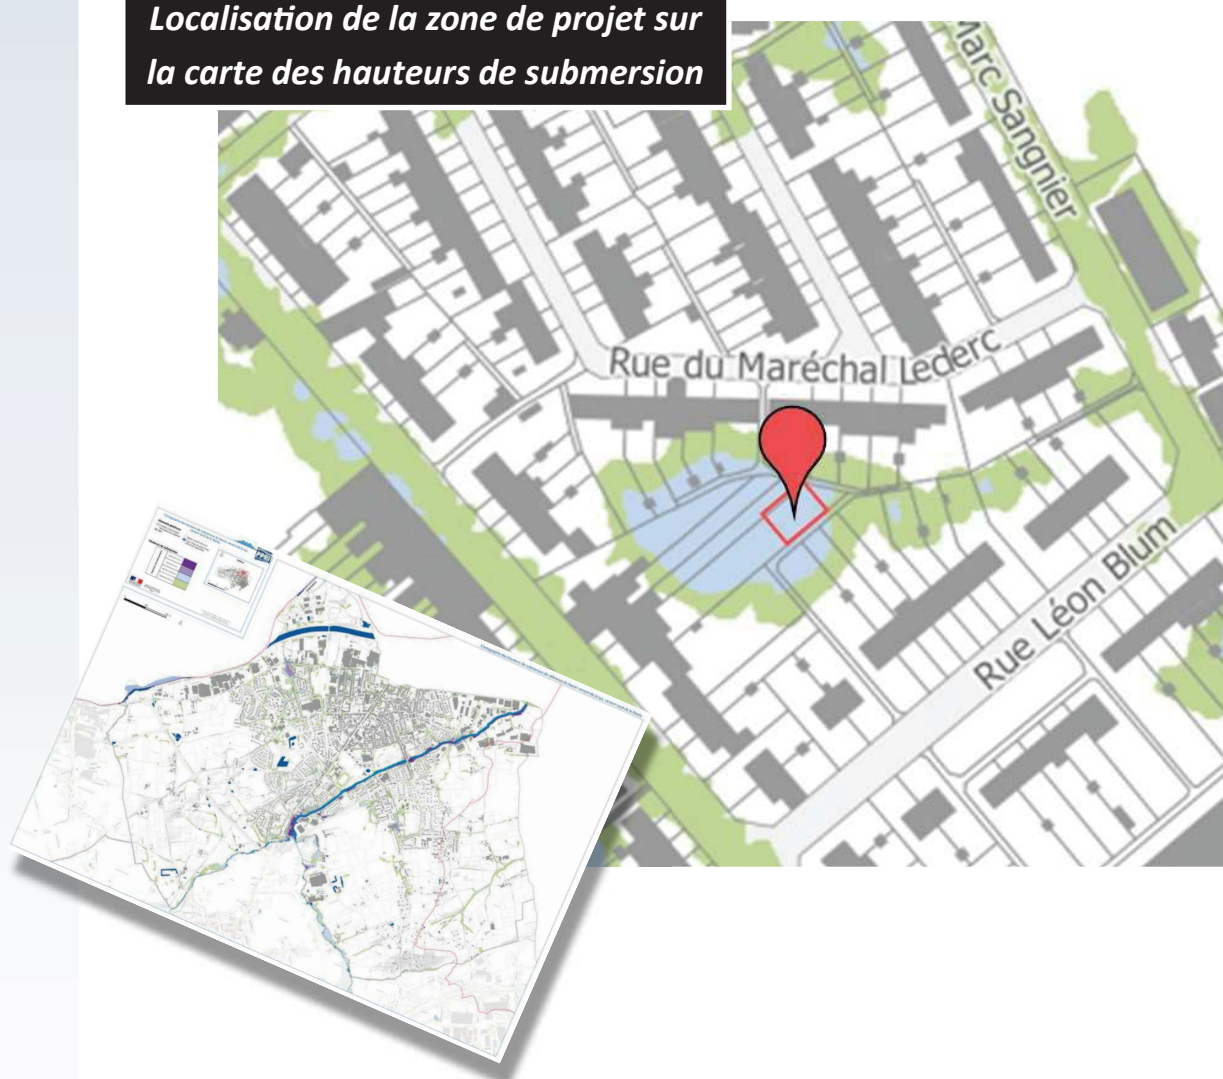 Localisation de la zone de projet sur
la carte des hauteurs de submersion
Marc Sangnier
Rue du Maréchal Lederc
Rue Léon Blum